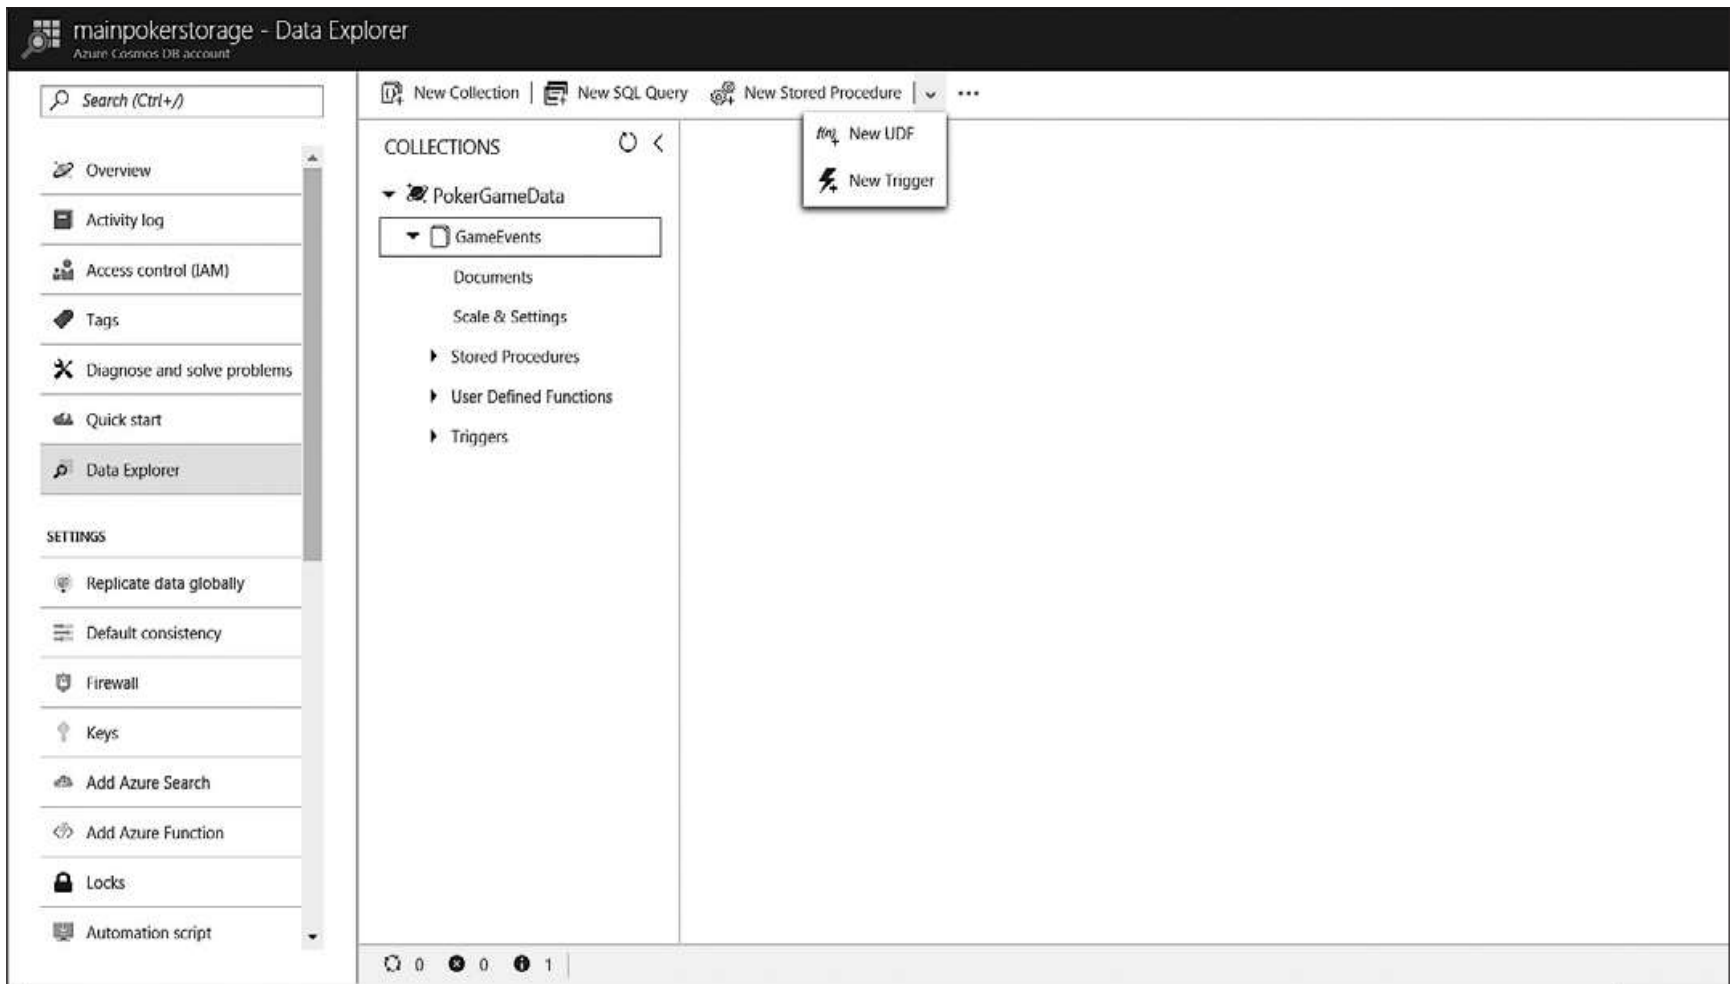 mainpokerstorage - Data Explorer
Azure Cosmos DB account
Search (Ctrl+/)
Overview
Activity log
Access control (IAM)
Tags
Diagnose and solve problems
Quick start
Data Explorer
SETTINGS
Replicate data globally
Default consistency
Firewall
Keys
Add Azure Search
Add Azure Function
Locks
Automation script
New Collection
New SQL Query
New Stored Procedure
New UDF
New Trigger
COLLECTIONS
PokerGameData
GameEvents
Documents
Scale & Settings
Stored Procedures
User Defined Functions
Triggers
0 0 1